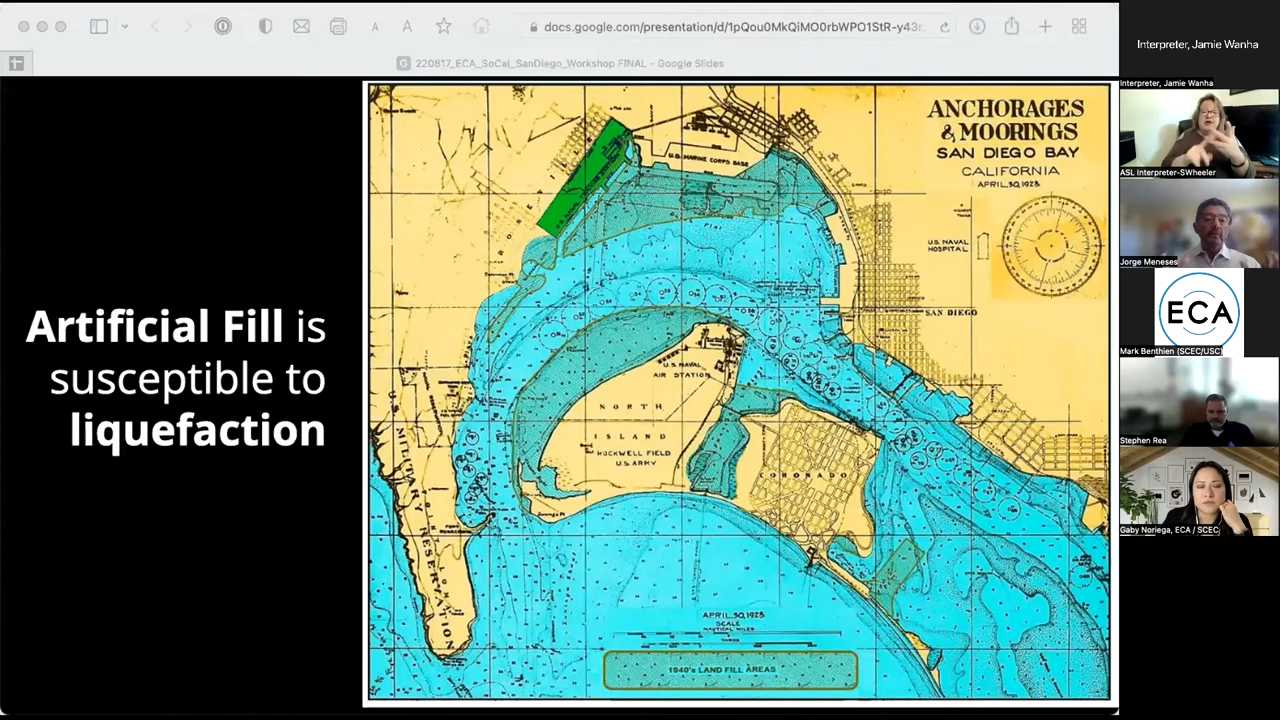 docs.google.com/presentation/d/1pQou0MkQiMO0rbWPO1StR-y43r
220817_ECA_SoCal_SanDiego_Workshop FINAL - Google Slides
Artificial Fill is
susceptible to
liquefaction
ANCHORAGES
& MOORINGS
SAN DIEGO BAY
CALIFORNIA
APRIL,30,1923.
U.S. MARINE CORPS BASE
U.S. NAVAL
HOSPITAL
SAN DIEGO
U.S. NAVAL
AIR STATION
NORTH
ISLAND
ROCKWELL FIELD
U.S. ARMY
CORONADO
MILITARY RESERVATION
APRIL,30,1923.
SCALE
NAUTICAL MILES
YARDS
1940's LAND FILL AREAS
Interpreter, Jamie Wanha
Interpreter, Jamie Wanha
ASL Interpreter-SWheeler
Jorge Meneses
ECA
Mark Benthien (SCEC/USC)
Stephen Rea
Gaby Noriega, ECA / SCEC